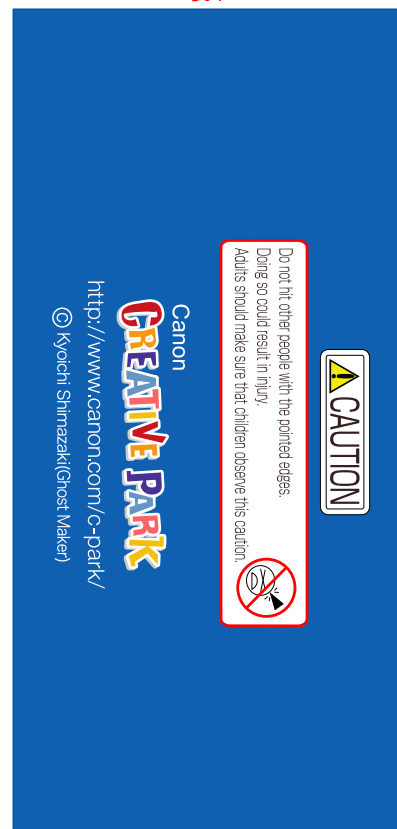 ⚠CAUTION
Do not hit other people with the pointed edges.
Doing so could result in injury.
Adults should make sure that children observe this caution.
Canon
CREATIVE PARK
http://www.canon.com/c-park/
© Kyoichi Shimazaki(Ghost Maker)